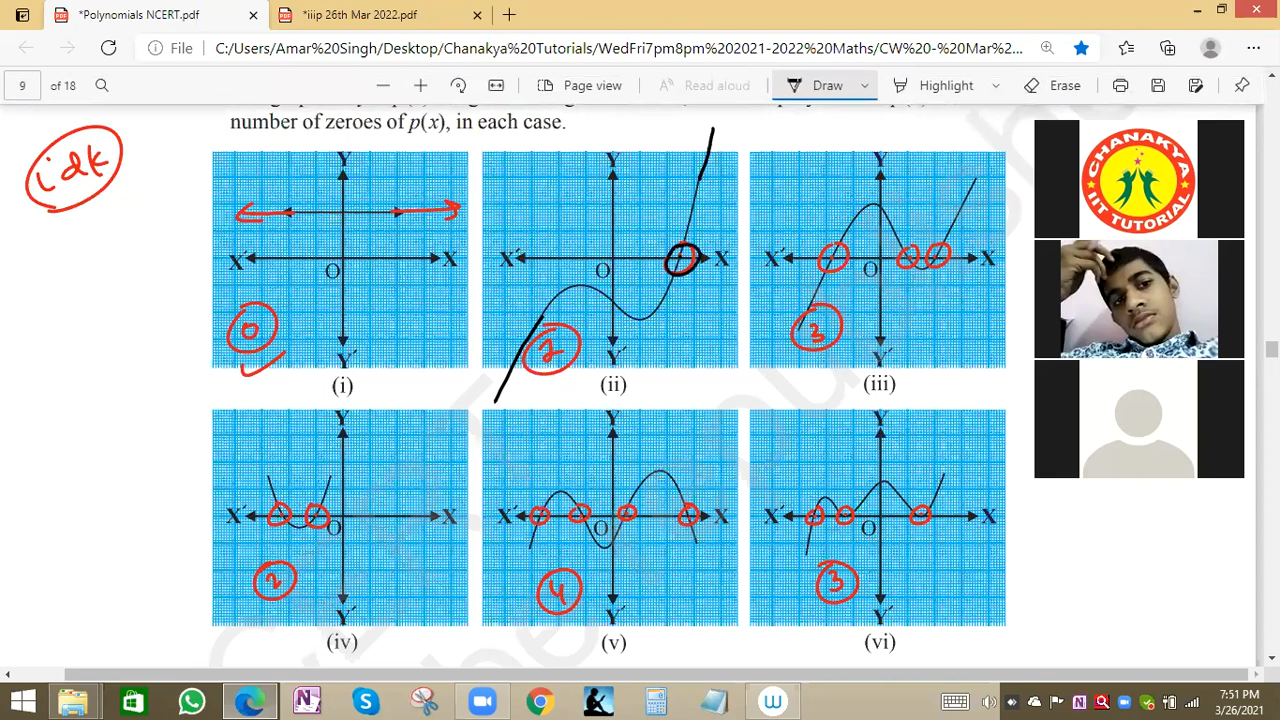 *Polynomials NCERT.pdf
*iiip 26th Mar 2022.pdf
File C:/Users/Amar%20Singh/Desktop/Chanakya%20Tutorials/WedFri7pm8pm%202021-2022%20Maths/CW%20-%20Mar%2...
9 of 18 Page view Read aloud Draw Highlight Erase
number of zeroes of p(x), in each case.
idk
Y X´ X O Y´ 0
(i)
Y X´ X O Y´ 2
(ii)
Y X´ X O Y´ 3
(iii)
Y X´ X O Y´ 2
(iv)
Y X´ X O Y´ 4
(v)
Y X´ X O Y´ 3
(vi)
CHANAKYA
IIT TUTORIAL
7:51 PM
3/26/2021